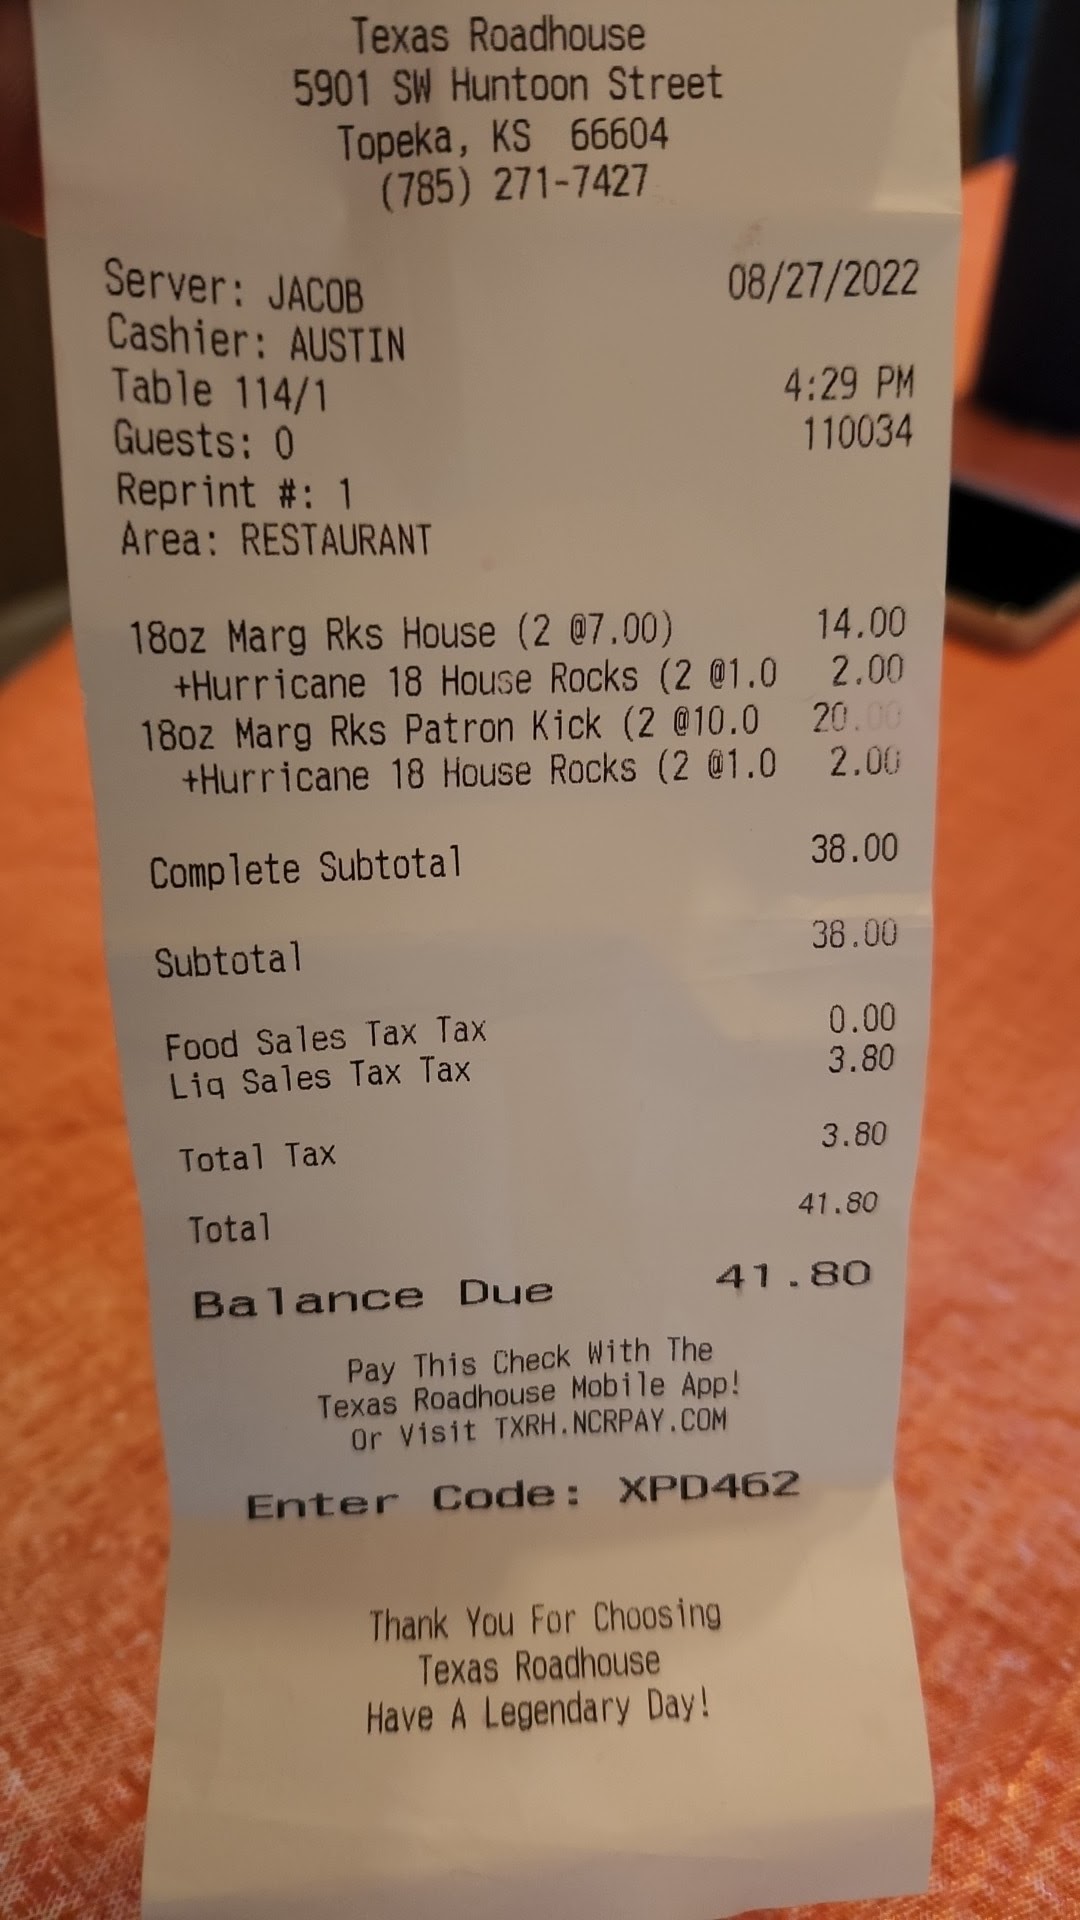 Texas Roadhouse
5901 SW Huntoon Street
Topeka, KS 66604
(785) 271-7427
Server: JACOB 08/27/2022
Cashier: AUSTIN
Table 114/1 4:29 PM
Guests: 0 110034
Reprint #: 1
Area: RESTAURANT
18oz Marg Rks House (2 @7.00) 14.00
+Hurricane 18 House Rocks (2 @1.0 2.00
18oz Marg Rks Patron Kick (2 @10.0 20.00
+Hurricane 18 House Rocks (2 @1.0 2.00
Complete Subtotal 38.00
Subtotal 38.00
Food Sales Tax Tax 0.00
Liq Sales Tax Tax 3.80
Total Tax 3.80
Total 41.80
Balance Due 41.80
Pay This Check With The
Texas Roadhouse Mobile App!
Or Visit TXRH.NCRPAY.COM
Enter Code: XPD462
Thank You For Choosing
Texas Roadhouse
Have A Legendary Day!